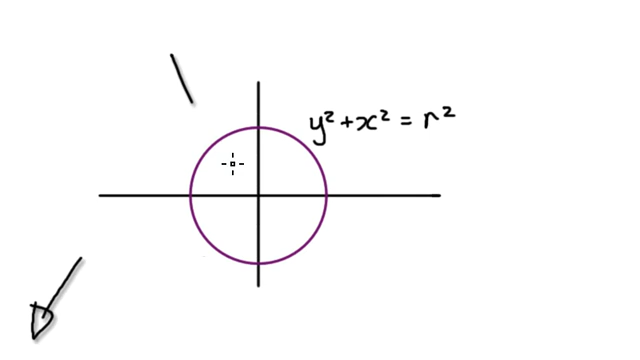 y² + x² = r²